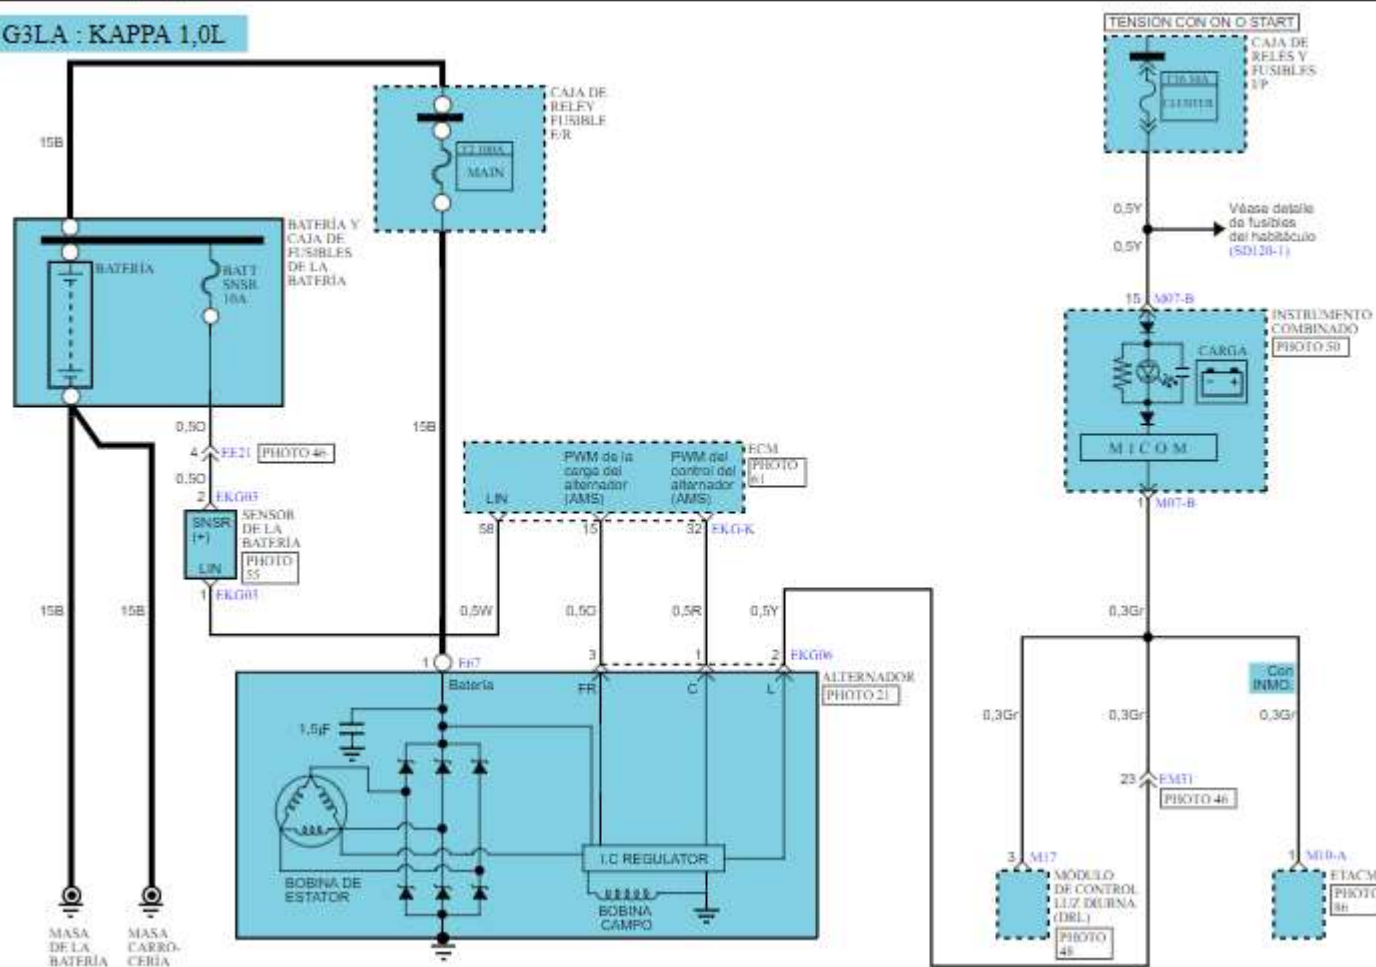 G3LA : KAPPA 1,0L
TENSION CON ON O START
CAJA DE
RELES Y
FUSIBLES
I/P
CLUSTER
CAJA DE
RELEY
FUSIBLE
E/R
100A
MAIN
15B
BATERÍA Y
CAJA DE
FUSIBLES
DE LA
BATERÍA
BATERÍA
BATT
SNSR
10A
0,5Y
0,5Y
Véase detalle
de fusibles
del habitáculo
(SD120-1)
15
M07-B
INSTRUMENTO
COMBINADO
PHOTO 50
CARGA
MICOM
1
M07-B
0,5O
4
EE21
PHOTO 46
0,5O
2
EKG03
SNSR
(+)
LIN
SENSOR
DE LA
BATERÍA
PHOTO
55
1
EKG03
15B
15B
15B
LIN
PWM de la
carga del
alternador
(AMS)
PWM del
control del
alternador
(AMS)
ECM
PHOTO
61
58
15
32
EKG-K
0,5W
0,5O
0,5R
0,5Y
0,3Gr
1
E67
3
1
2
EKG06
Batería
FR
C
L
ALTERNADOR
PHOTO 21
1,5µF
BOBINA DE
ESTATOR
I.C REGULATOR
BOBINA
CAMPO
Con
INMO.
0,3Gr
0,3Gr
0,3Gr
23
EM31
PHOTO 46
3
M17
MÓDULO
DE CONTROL
LUZ DIURNA
(DRL)
PHOTO
48
1
M10-A
ETACM
PHOTO
86
MASA
DE LA
BATERÍA
MASA
CARRO-
CERÍA